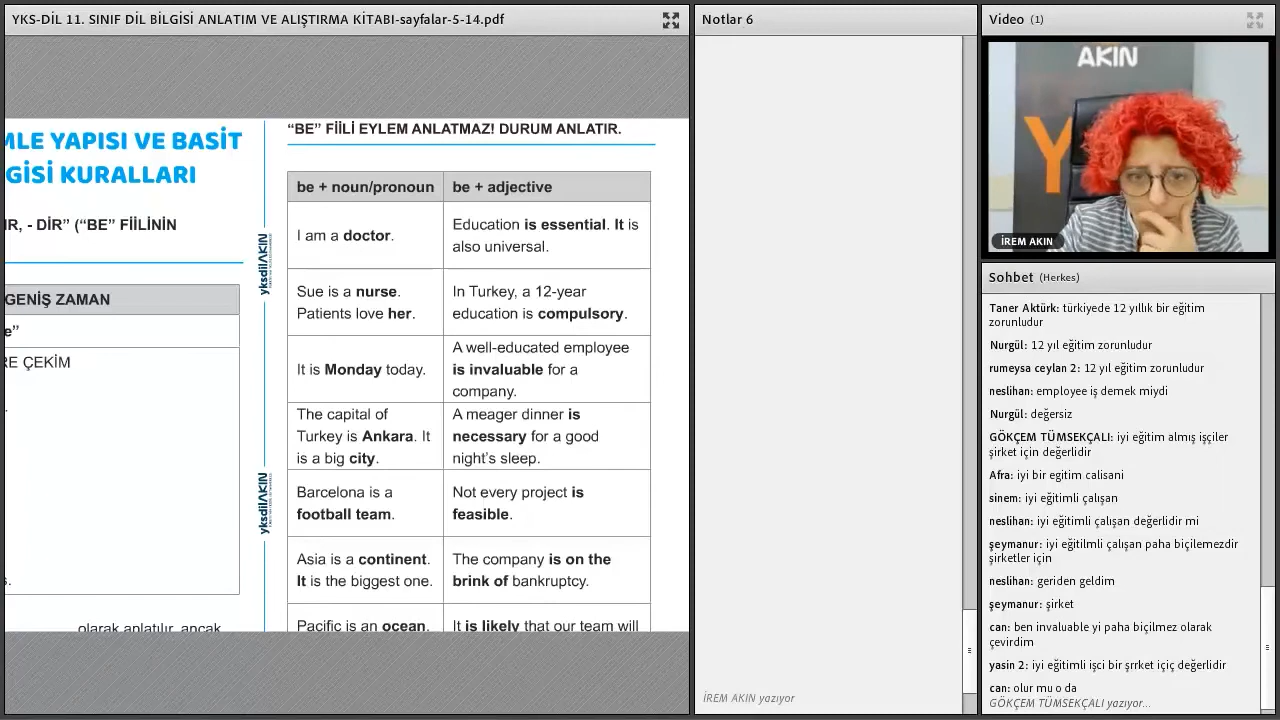 YKS-DİL 11. SINIF DİL BİLGİSİ ANLATIM VE ALIŞTIRMA KİTABI-sayfalar-5-14.pdf
MLE YAPISI VE BASİT
GİSİ KURALLARI
IR, - DİR” (“BE” FİİLİNİN
GENİŞ ZAMAN
e”
RE ÇEKİM
.
s.
olarak anlatılır, ancak
yksdilAKIN
yksdilAKIN
“BE” FİİLİ EYLEM ANLATMAZ! DURUM ANLATIR.
be + noun/pronoun
be + adjective
I am a doctor.
Education is essential. It is
also universal.
Sue is a nurse.
Patients love her.
In Turkey, a 12-year
education is compulsory.
It is Monday today.
A well-educated employee
is invaluable for a
company.
The capital of
Turkey is Ankara. It
is a big city.
A meager dinner is
necessary for a good
night's sleep.
Barcelona is a
football team.
Not every project is
feasible.
Asia is a continent.
It is the biggest one.
The company is on the
brink of bankruptcy.
Pacific is an ocean.
It is likely that our team will
Notlar 6
İREM AKIN yazıyor
Video (1)
AKIN
Y
İREM AKIN
Sohbet (Herkes)
Taner Aktürk: türkiyede 12 yıllık bir eğitim
zorunludur
Nurgül: 12 yıl eğitim zorunludur
rumeysa ceylan 2: 12 yıl eğitim zorunludur
neslihan: employee iş demek miydi
Nurgül: değersiz
GÖKÇEM TÜMSEKÇALI: iyi eğitim almış işçiler
şirket için değerlidir
Afra: iyi bir egitim calisani
sinem: iyi eğitimli çalışan
neslihan: iyi eğitimli çalışan değerlidir mi
şeymanur: iyi eğitilmli çalışan paha biçilemezdir
şirketler için
neslihan: geriden geldim
şeymanur: şirket
can: ben invaluable yi paha biçilmez olarak
çevirdim
yasin 2: iyi eğitimli işci bir şrrket içiç değerlidir
can: olur mu o da
GÖKÇEM TÜMSEKÇALI yazıyor...